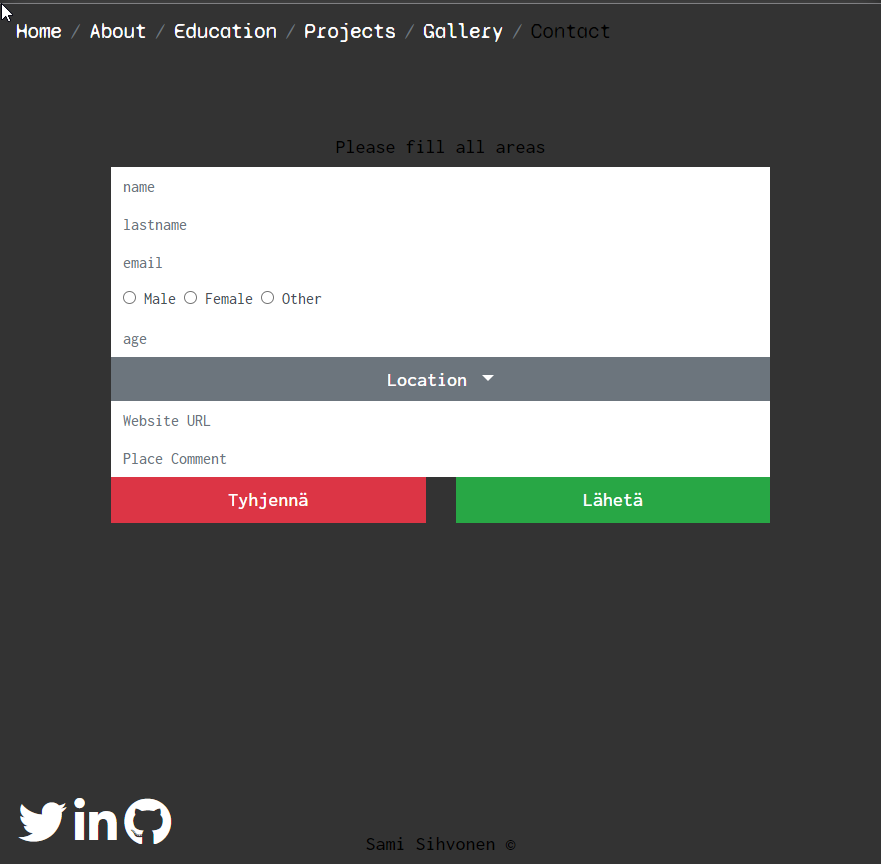 Home / About / Education / Projects / Gallery / Contact
Please fill all areas
name
lastname
email
Male Female Other
age
Location
Website URL
Place Comment
Tyhjennä Lähetä
in
Sami Sihvonen ©